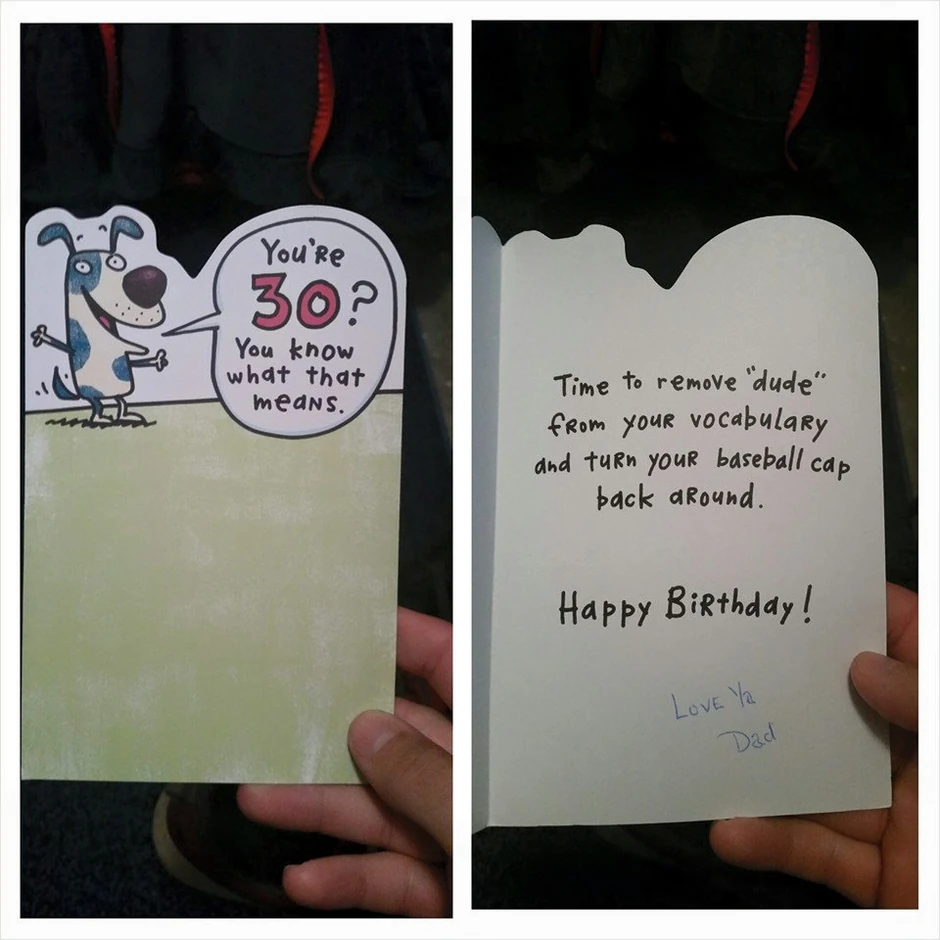 You're
30?
You know
what that
means.
Time to remove "dude"
from your vocabulary
and turn your baseball cap
back around.
Happy Birthday!
Love Ya
Dad